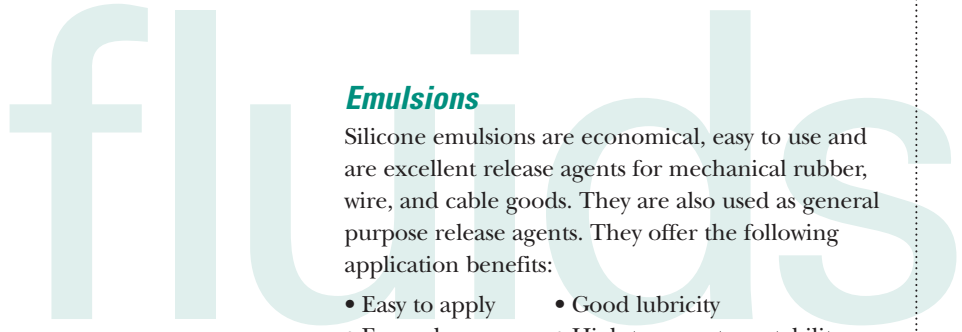 fluids
Emulsions
Silicone emulsions are economical, easy to use and
are excellent release agents for mechanical rubber,
wire, and cable goods. They are also used as general
purpose release agents. They offer the following
application benefits:
• Easy to apply • Good lubricity